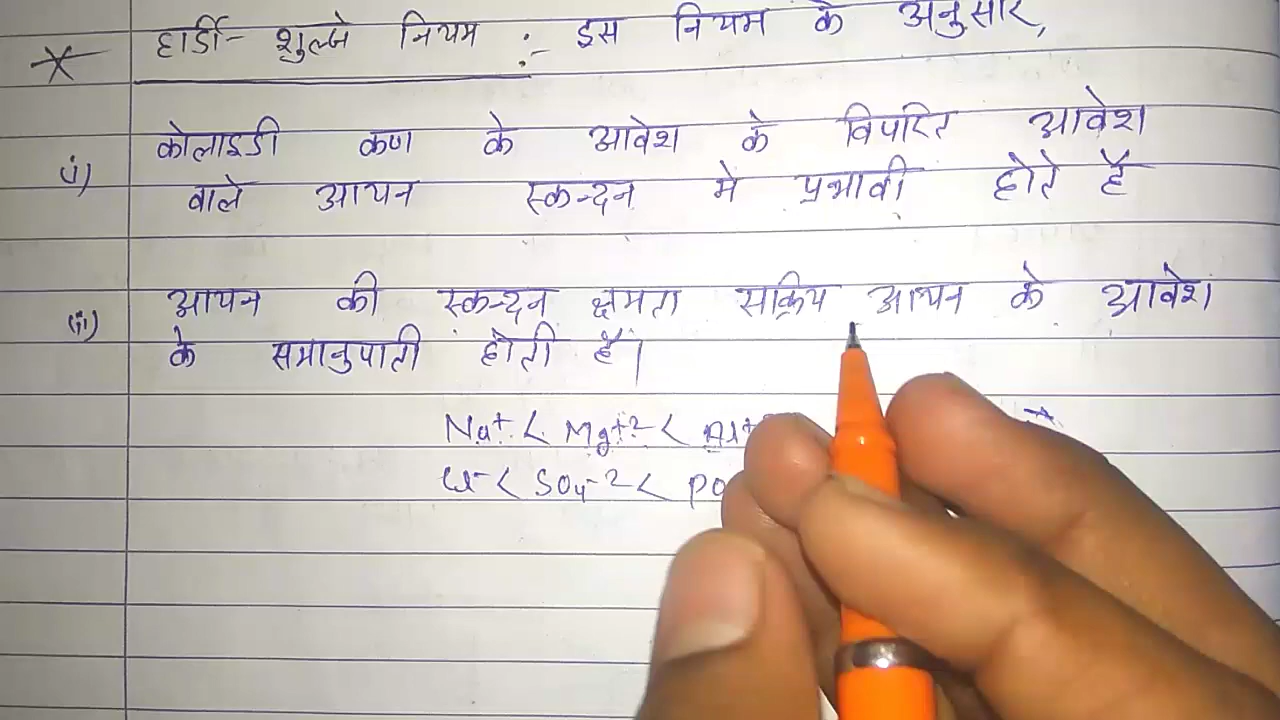 हार्डी- शुल्जे नियम :- इस नियम के अनुसार,
i) कोलाइडी कण के आवेश के विपरित आवेश
वाले आयन स्कन्दन मे प्रभावी होते हैं
(ii) आयन की स्कन्दन क्षमता सक्रिय आयन के आवेश
के समानुपाती होती हैं।
Na+ < Mg+2 < Al+
Cl- < SO4-2 < PO